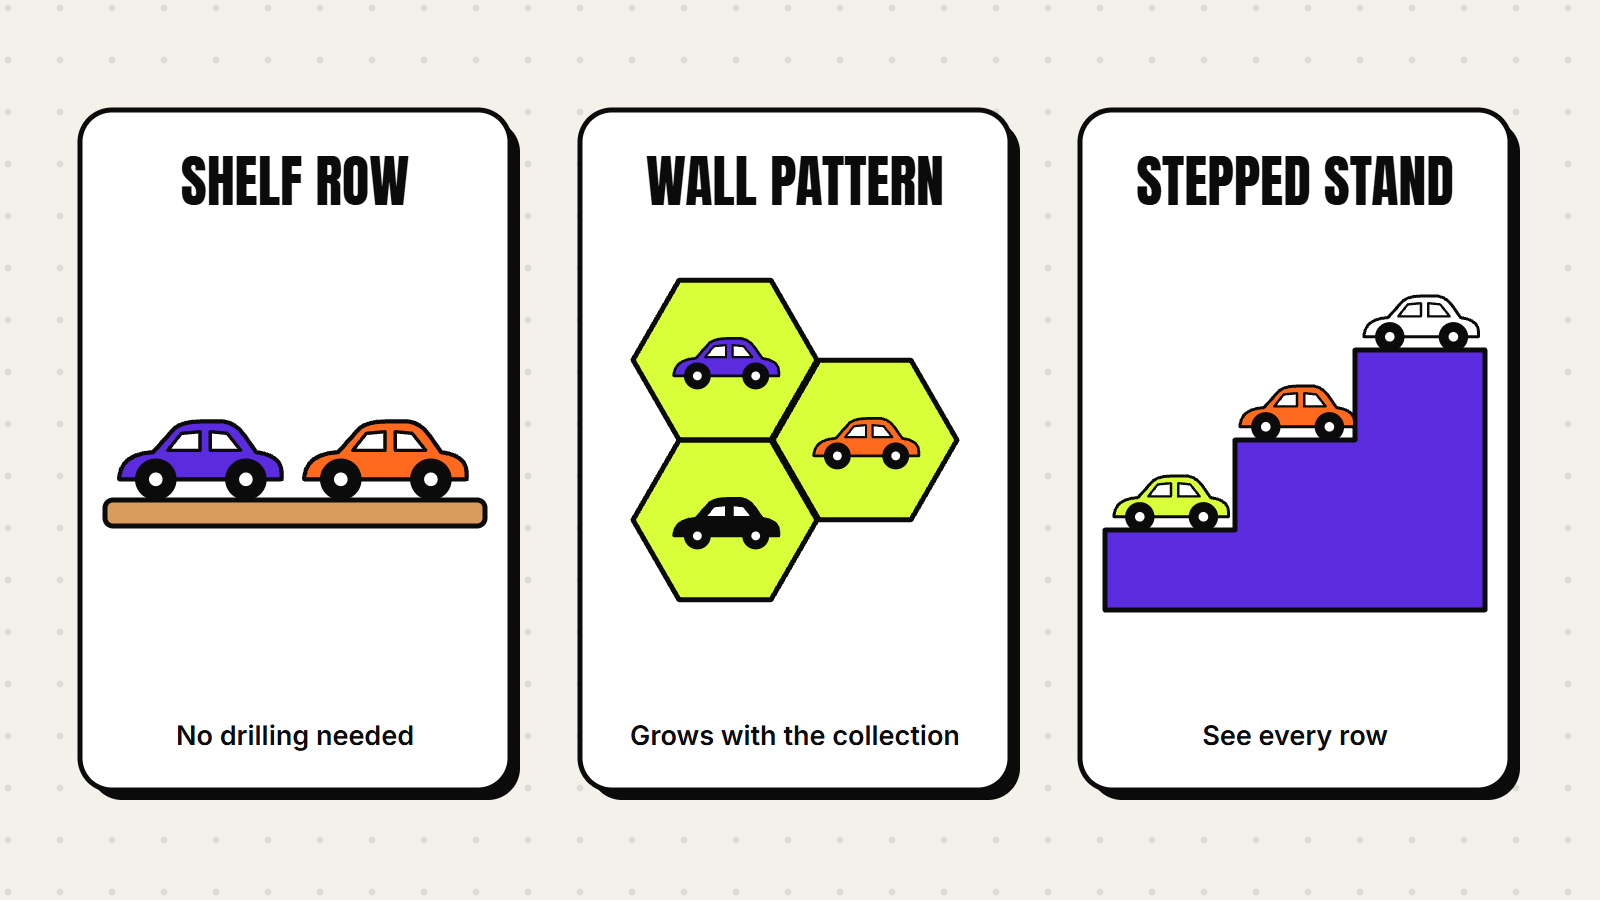 SHELF ROW
No drilling needed
WALL PATTERN
Grows with the collection
STEPPED STAND
See every row